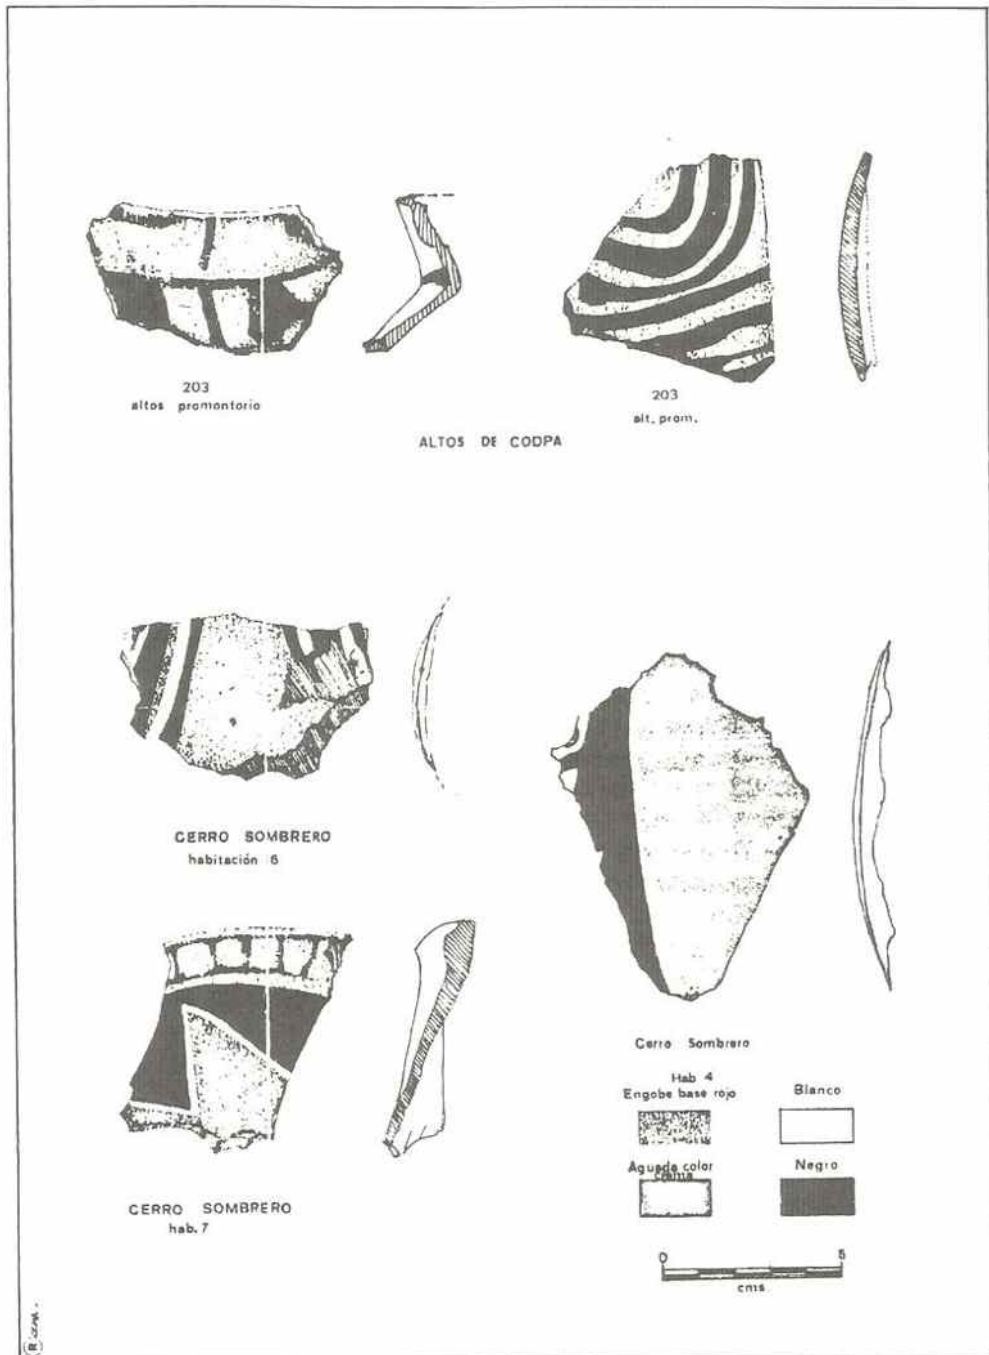 203
altos promontorio
203
alt. prom.
ALTOS DE CODPA
CERRO SOMBRERO
habitación 6
Cerro Sombrero
Hab 4
Engobe base rojo
Blanco
Aguada color
crema
Negro
CERRO SOMBRERO
hab. 7
0 5
cms.